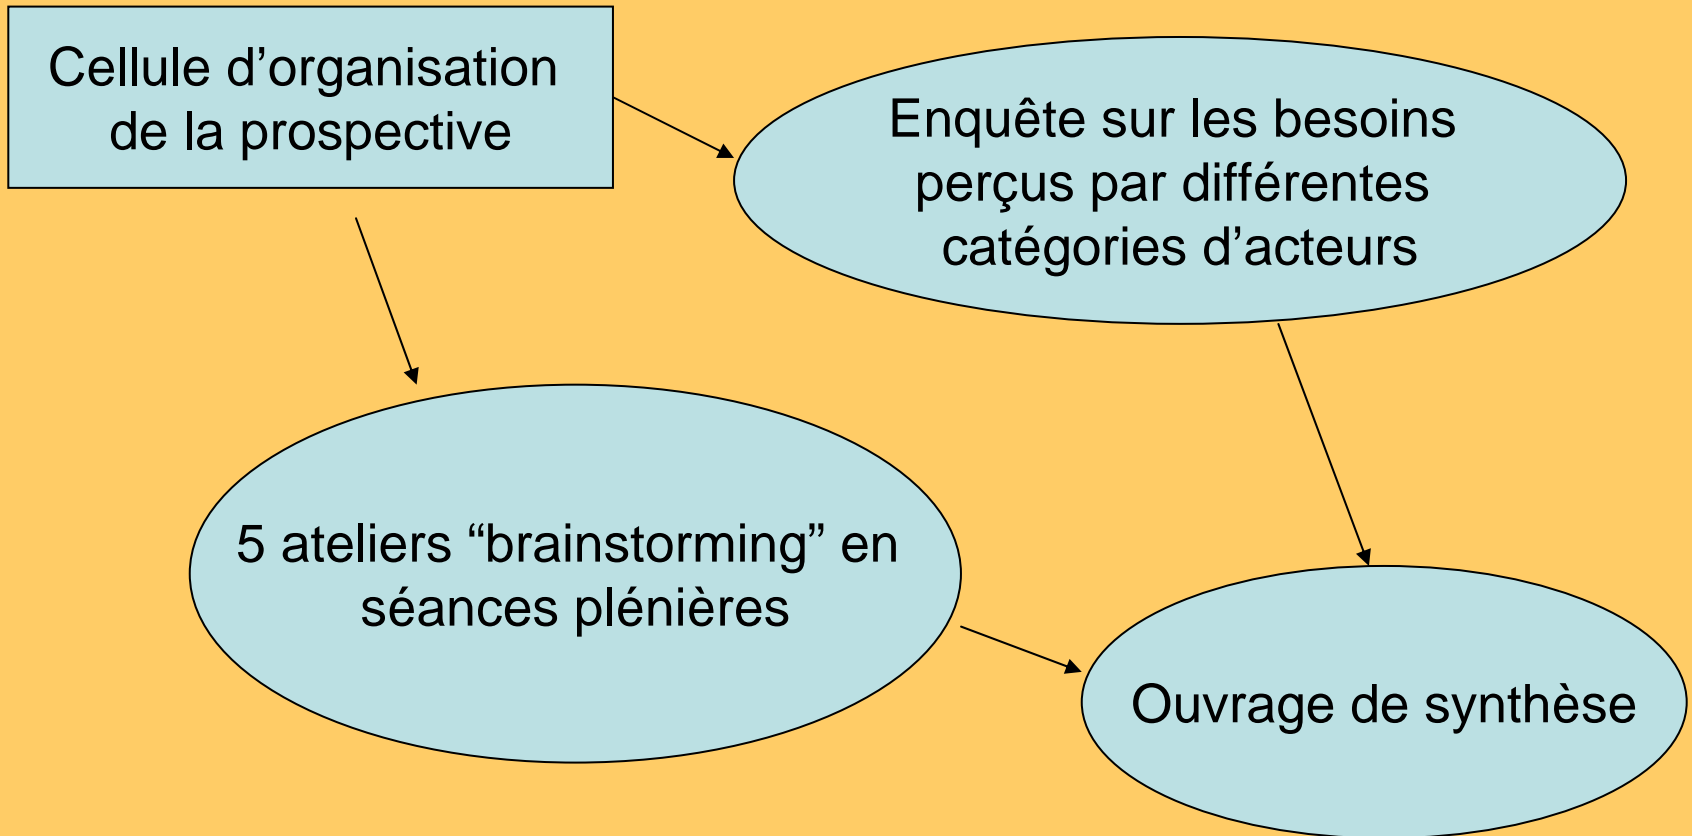 Cellule d’organisation
de la prospective
Enquête sur les besoins
perçus par différentes
catégories d’acteurs
5 ateliers “brainstorming” en
séances plénières
Ouvrage de synthèse